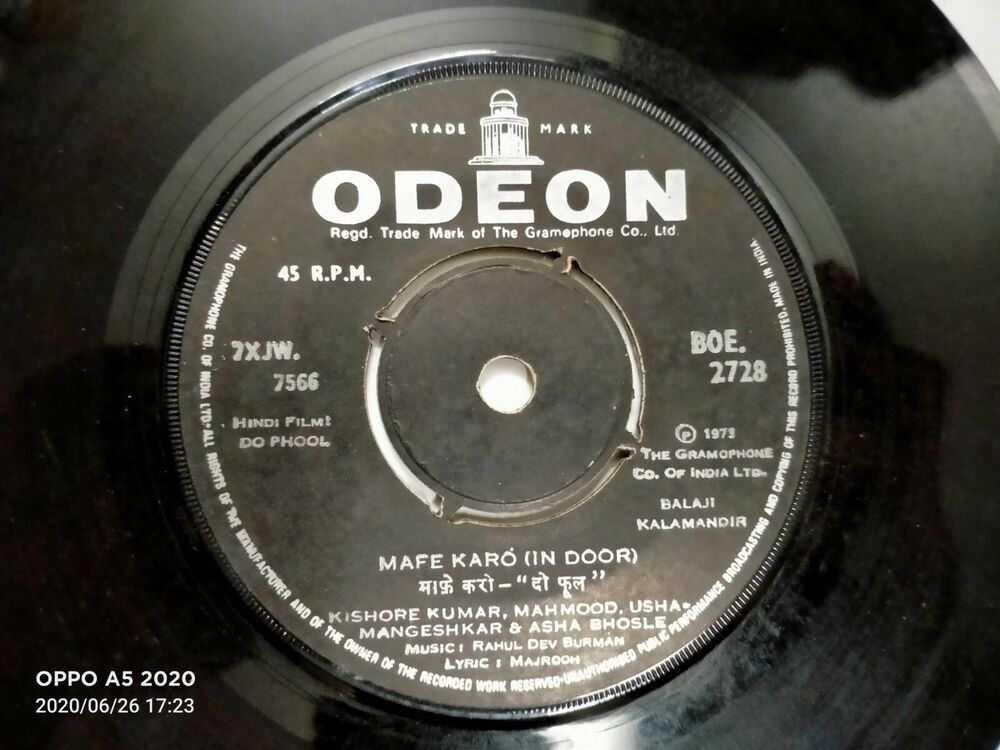 TRADE MARK
ODEON
Regd. Trade Mark of The Gramophone Co., Ltd.
45 R.P.M.
7XJW.
7566
BOE.
2728
HINDI FILM:
DO PHOOL
Ⓟ 1973
THE GRAMOPHONE
CO. OF INDIA LTD.
BALAJI
KALAMANDIR
MAFE KARO (IN DOOR)
माफ़े करो – “दो फूल”
KISHORE KUMAR, MAHMOOD, USHA
MANGESHKAR & ASHA BHOSLE
MUSIC : RAHUL DEV BURMAN
LYRIC : MAJROOH
THE GRAMOPHONE CO. OF INDIA LTD. ALL RIGHTS OF THE MANUFACTURER AND OF THE OWNER OF THE RECORDED WORK RESERVED-UNAUTHORISED PUBLIC PERFORMANCE BROADCASTING AND COPYING OF THIS RECORD PROHIBITED. MADE IN INDIA
OPPO A5 2020
2020/06/26 17:23